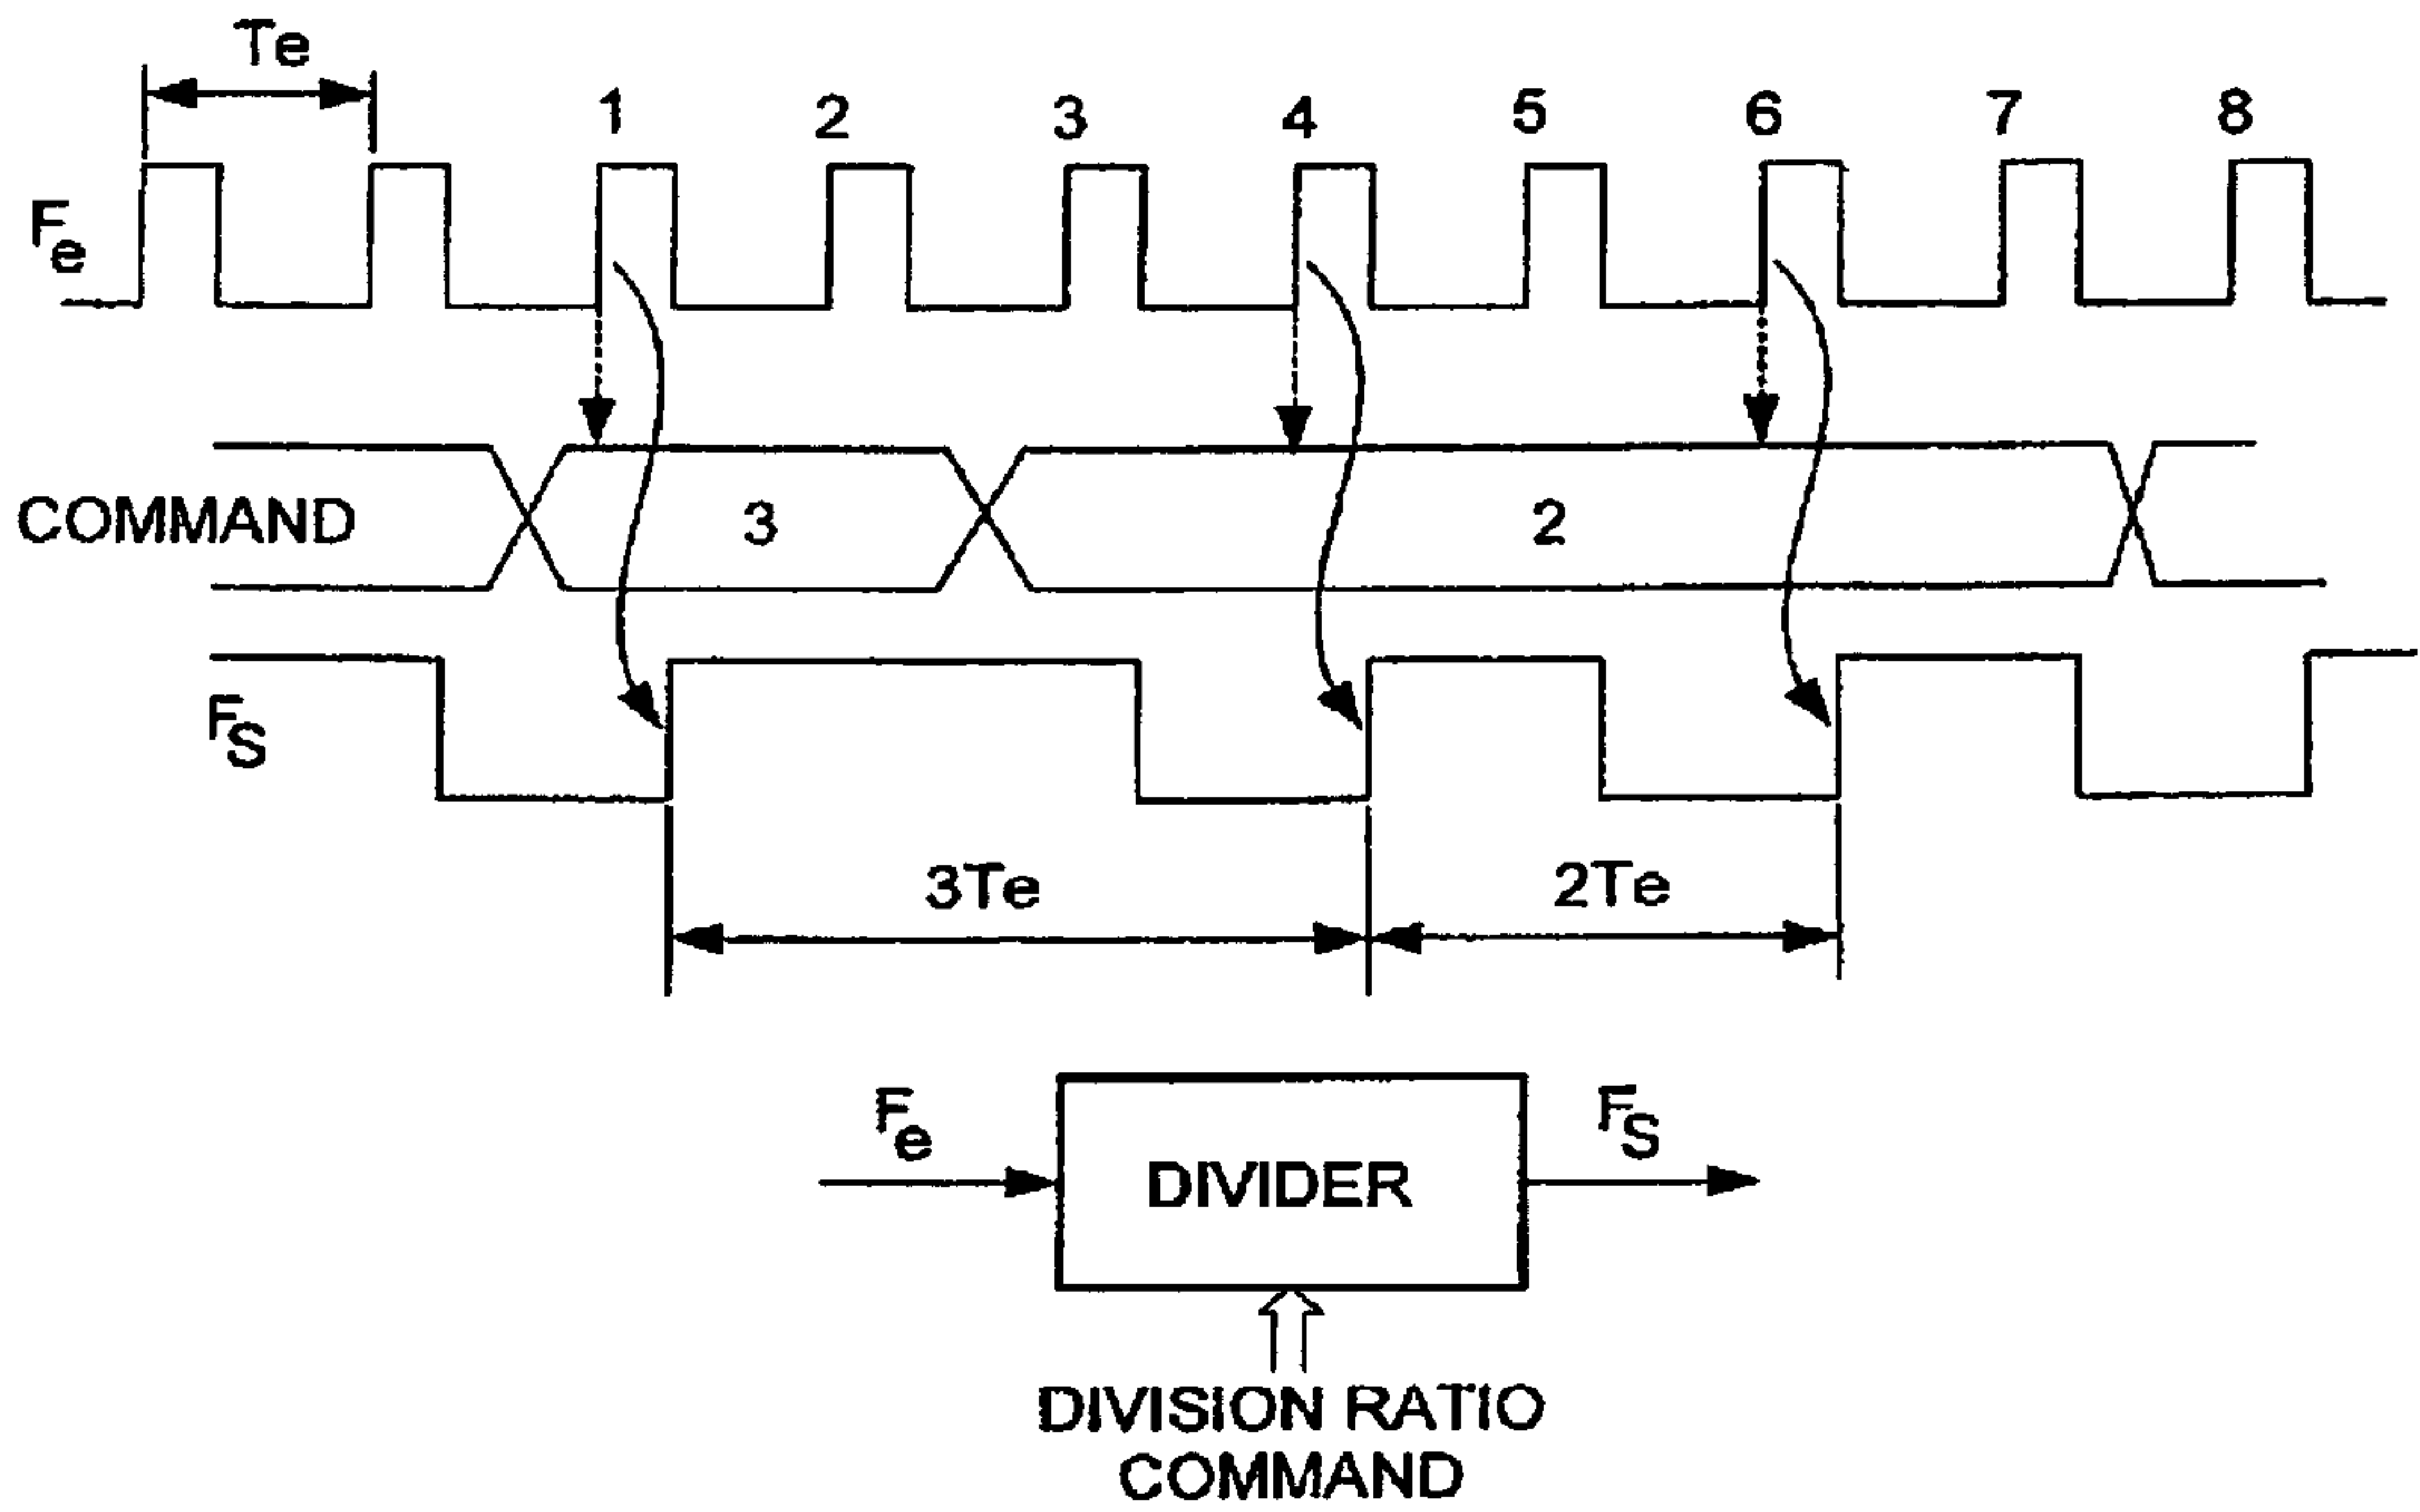 Te
1 2 3 4 5 6 7 8
Fe
COMMAND 3 2
FS
3Te 2Te
Fe FS
DIVIDER
DIVISION RATIO
COMMAND